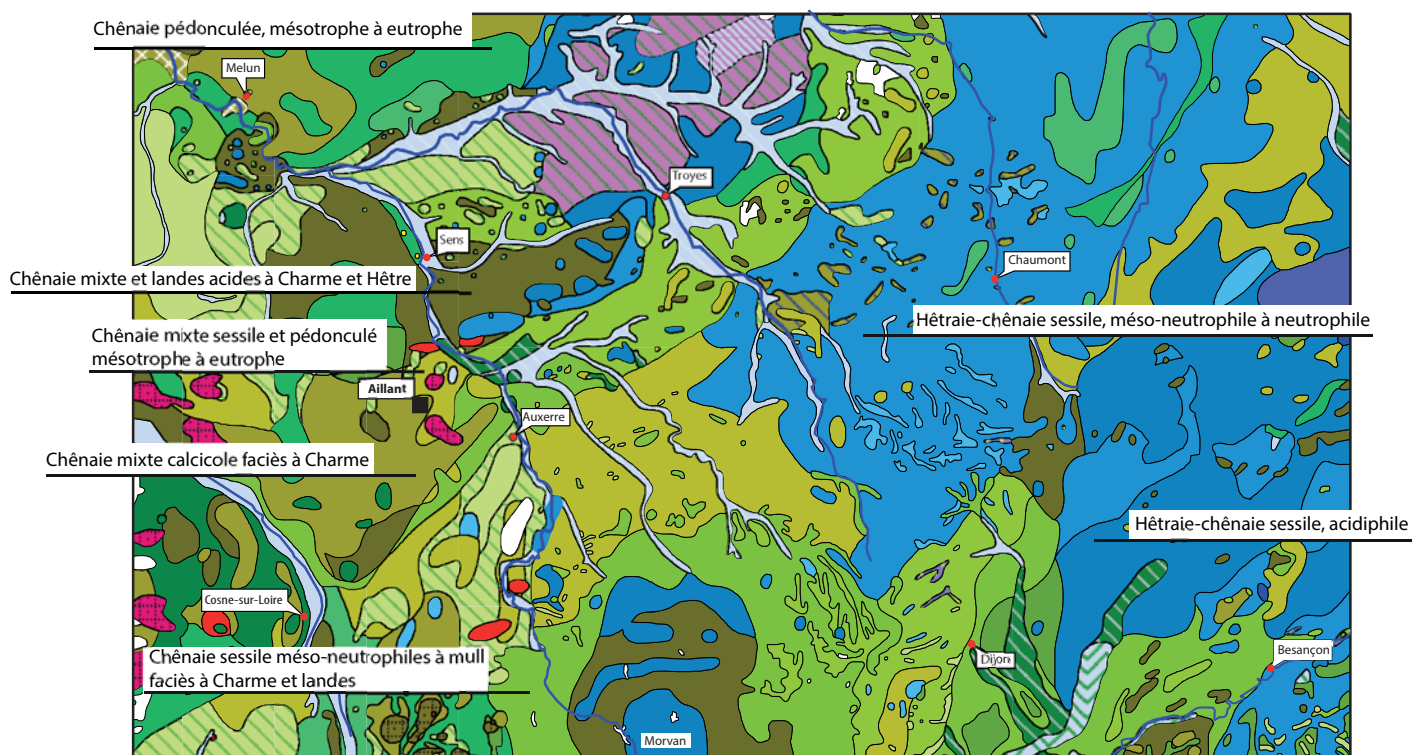 Chênaie pédonculée, mésotrophe à eutrophe
Melun
Troyes
Sens
Chaumont
Chênaie mixte et landes acides à Charme et Hêtre
Hêtraie-chênaie sessile, méso-neutrophile à neutrophile
Chênaie mixte sessile et pédonculé
mésotrophe à eutrophe
Aillant
Auxerre
Chênaie mixte calcicole faciès à Charme
Hêtraie-chênaie sessile, acidiphile
Cosne-sur-Loire
Chênaie sessile méso-neutrophiles à mull
faciès à Charme et landes
Dijon
Besançon
Morvan